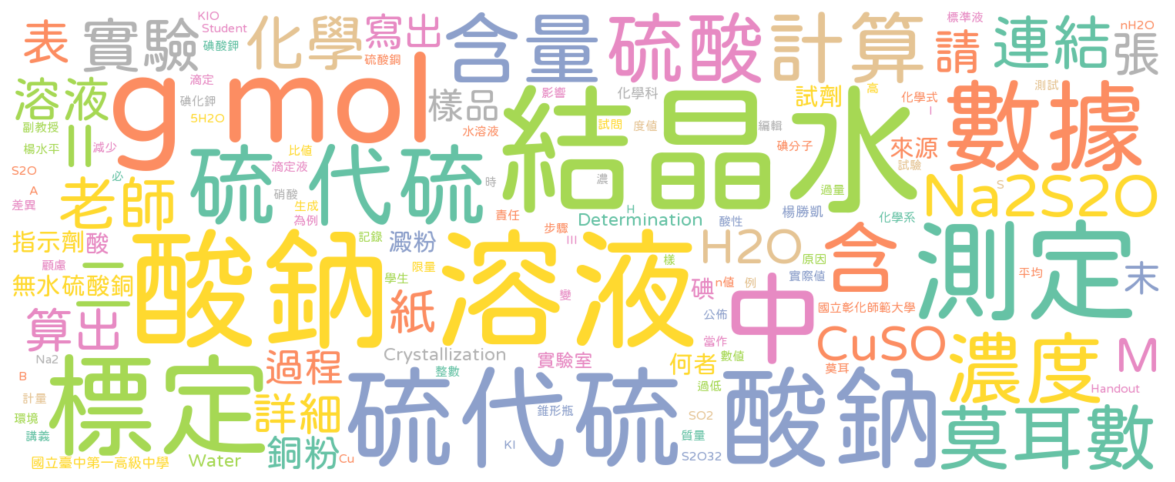 KIO
Student
碘酸鉀
表
實驗
化學
寫出
硫酸銅
含量
硫酸
計算
標準液
nH2O
請
連結
張
溶液
副教授
II
g mol
滴定
碘化鉀
5H2O
樣品
水溶液
影響
化學科
試劑
高
化學式
I
測試
結晶水
數據
楊水平
減少
硫代硫
比值
滴定液
試間
度值
編輯
碘分子
來源
試驗
S2O
A
差異
必
老師
硝酸
生成
為例
時
責任
濃
H
Determination
過量
楊勝凱
酸性
化學系
Na2S2O
S
指示劑
酸
顧慮
無水硫酸銅
二
酸鈉溶液
記錄
澱粉
限量
學生
步驟
III
樣
變
H2O
原因
n值
例
實際值
含
測定
平均
末
國立彰化師範大學
算出
紙
碘
公佈
中
當作
數值
CuSO
莫耳
M
Na2
B
計量
環境
講義
標定
過程
Crystallization
整數
實驗室
何者
過低
濃度
Handout
詳細
硫代硫酸鈉
錐形瓶
KI
SO2
質量
S2O32
莫耳數
國立臺中第一高級中學
Water
銅粉
Cu